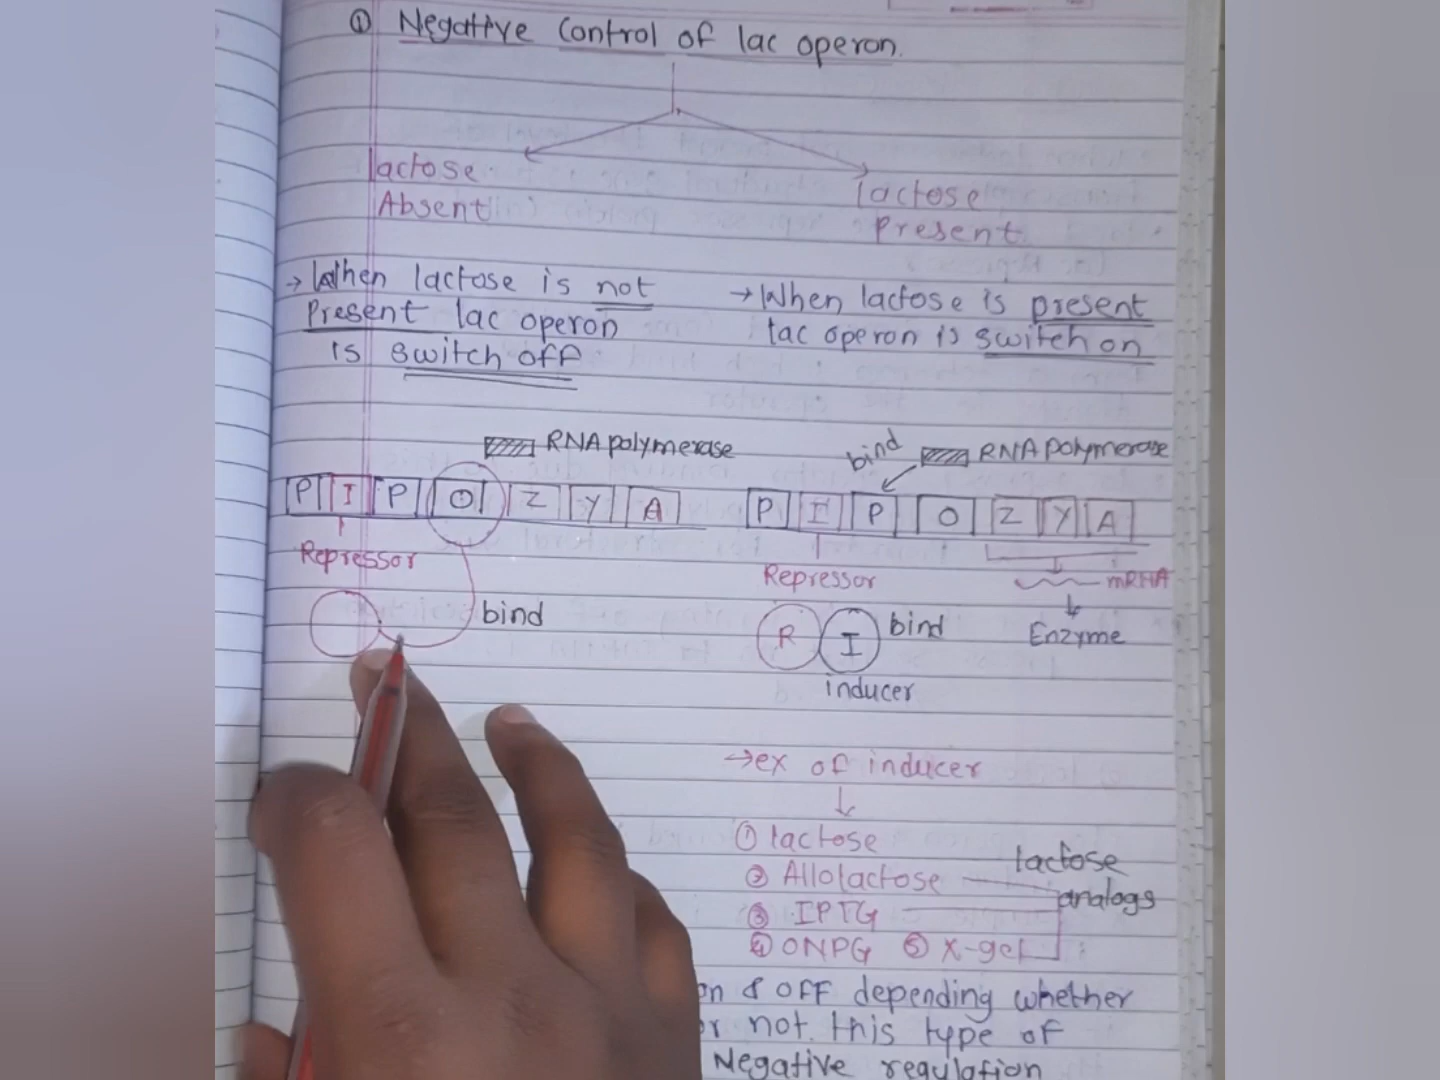 ① Negative Control of lac operon.
lactose
Absent
lactose
Present
→ When lactose is not
Present lac operon
is switch off
→ When lactose is present
lac operon is switch on
RNA polymerase
P I P O Z Y A
Repressor
bind
bind
RNA polymerase
P I P O Z Y A
Repressor
mRNA
R I bind
Enzyme
inducer
→ ex of inducer
① lactose
② Allolactose
③ IPTG
④ ONPG ⑤ X-gel
lactose
analogs
on & OFF depending whether
or not. this type of
Negative regulation